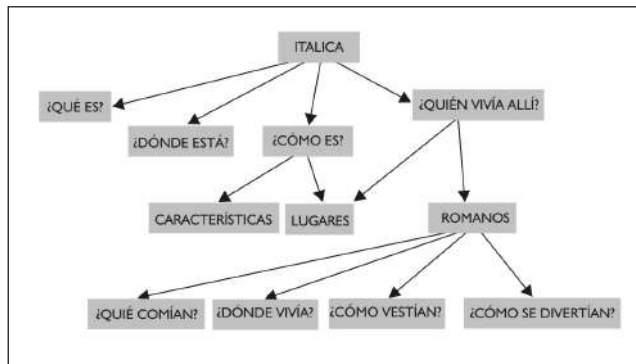 ITALICA
¿QUÉ ES?
¿QUIÉN VIVÍA ALLÍ?
¿DÓNDE ESTÁ?
¿CÓMO ES?
CARACTERÍSTICAS
LUGARES
ROMANOS
¿QUIÉ COMÍAN?
¿DÓNDE VIVÍA?
¿CÓMO VESTÍAN?
¿CÓMO SE DIVERTÍAN?